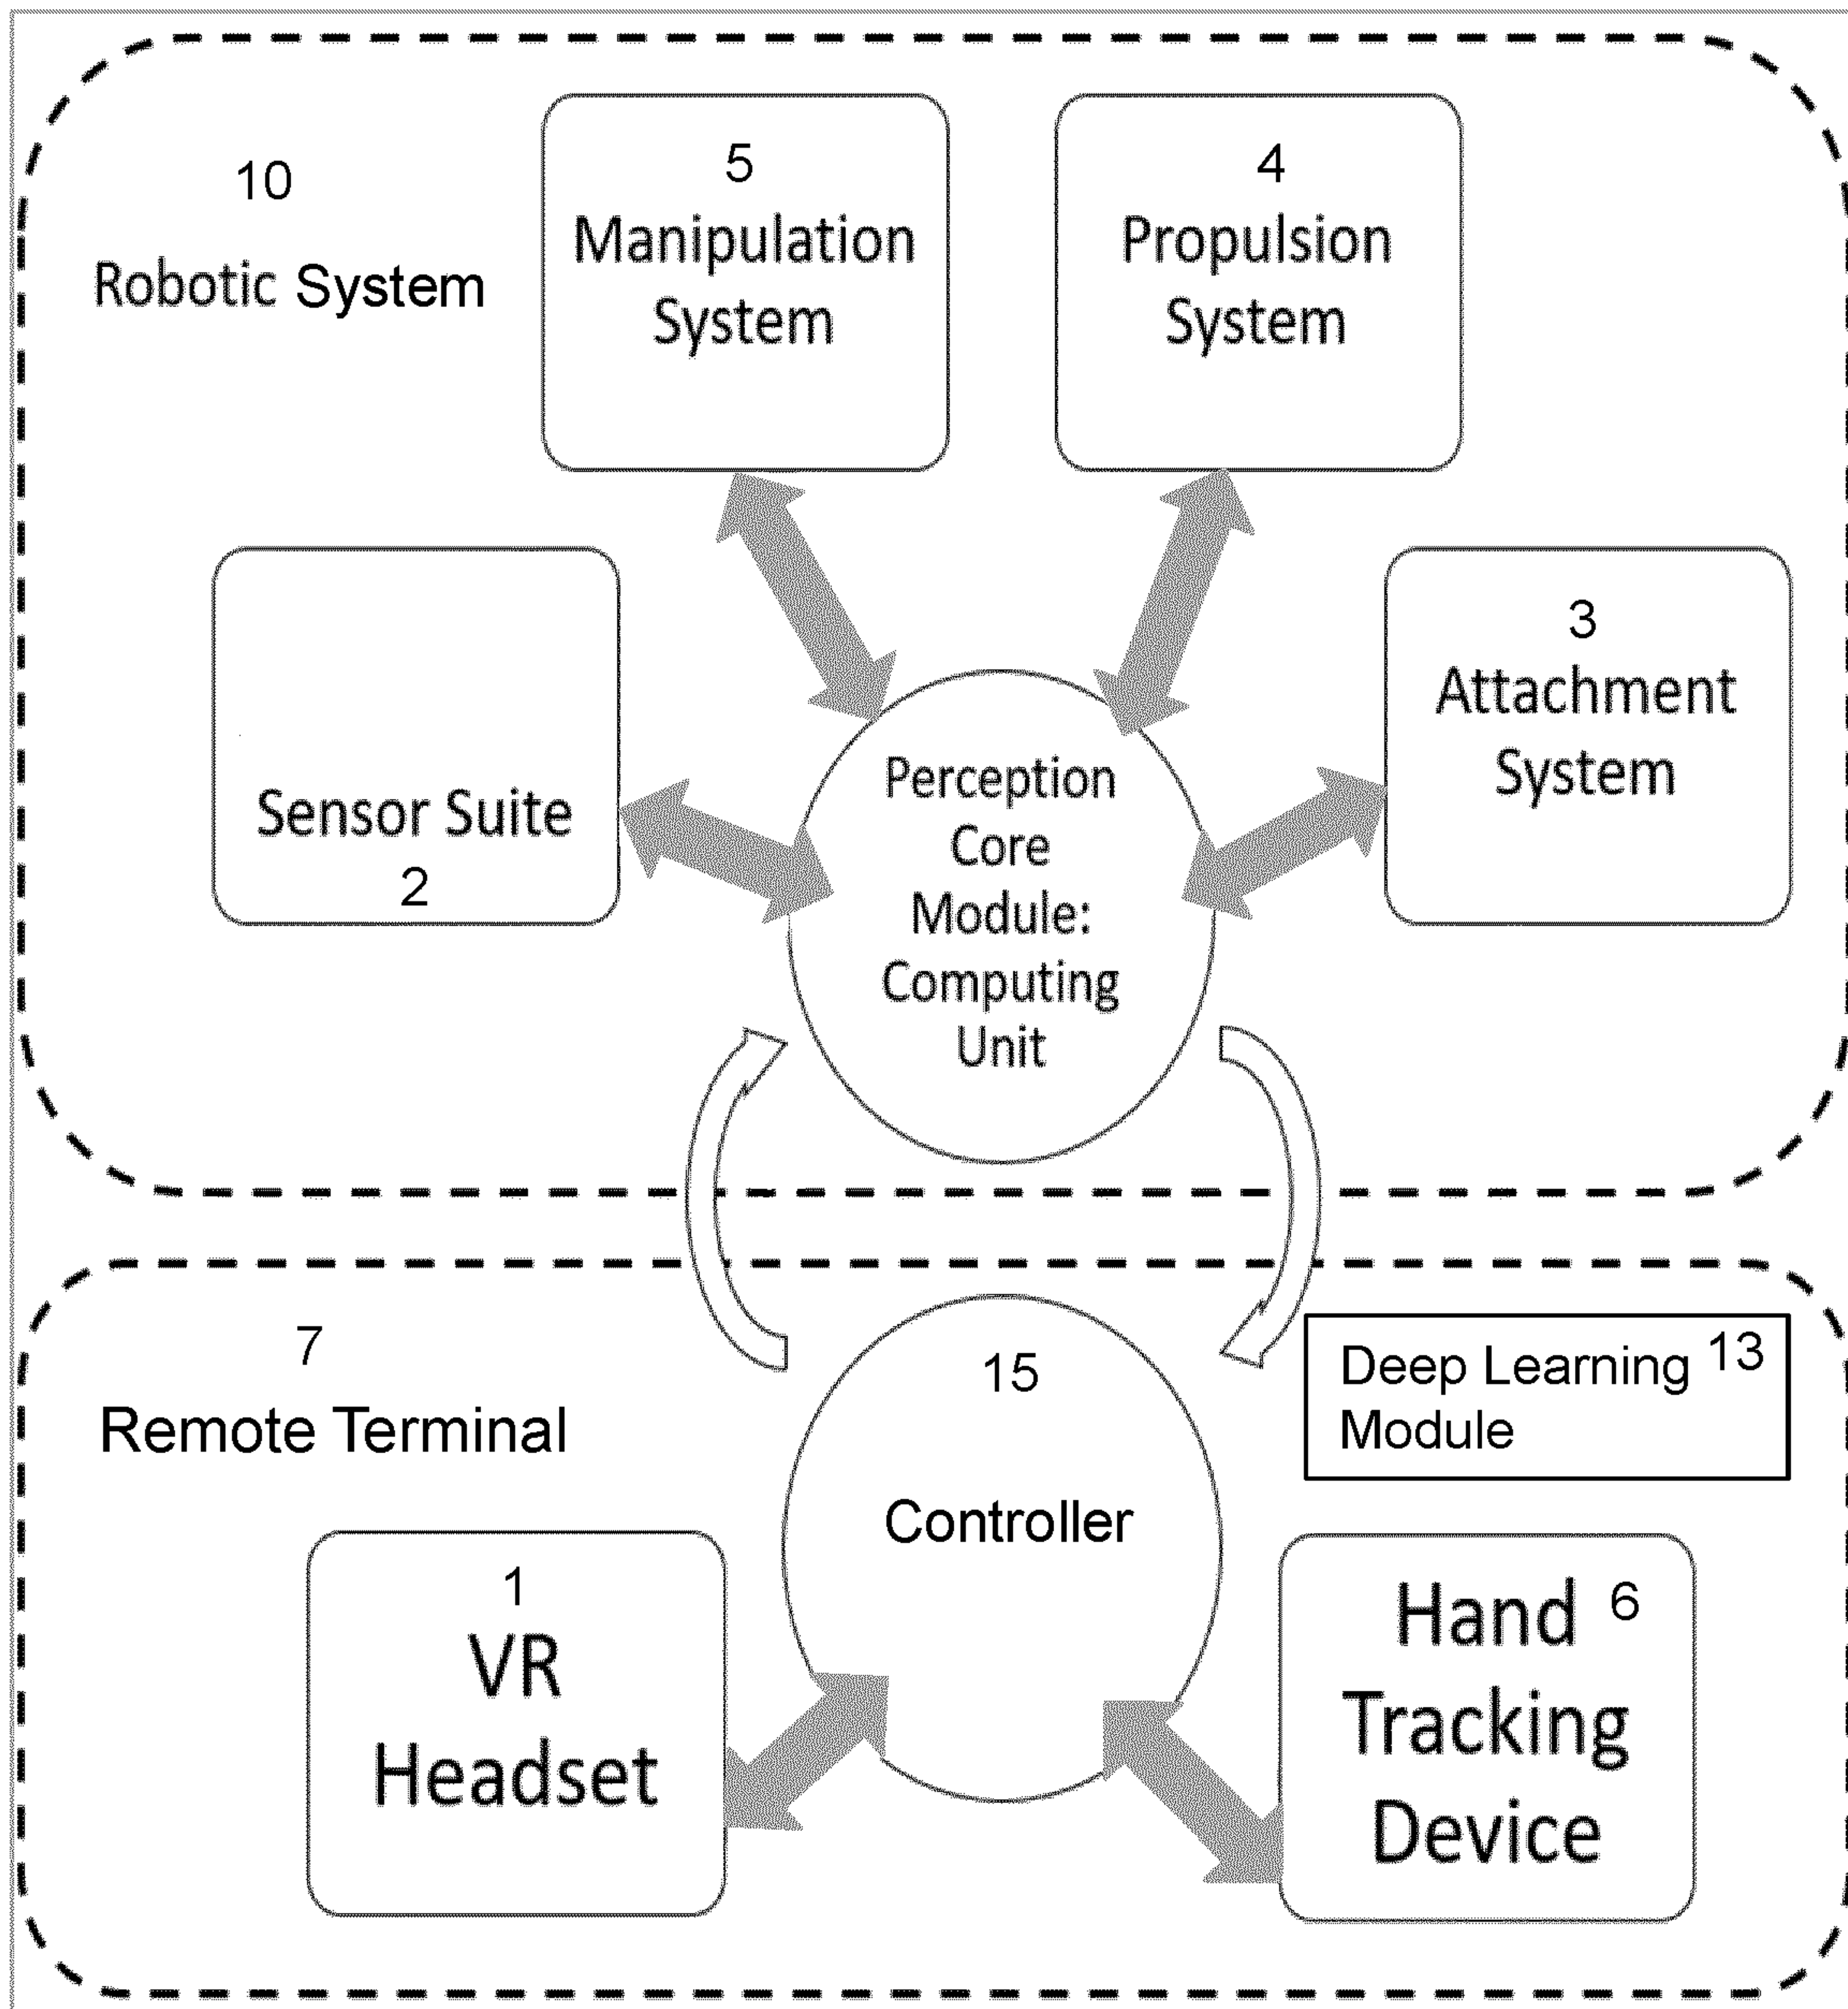 10
Robotic System
5
Manipulation
System
4
Propulsion
System
Sensor Suite
2
3
Attachment
System
Perception
Core
Module:
Computing
Unit
7
Remote Terminal
15
Controller
Deep Learning 13
Module
1
VR
Headset
Hand 6
Tracking
Device